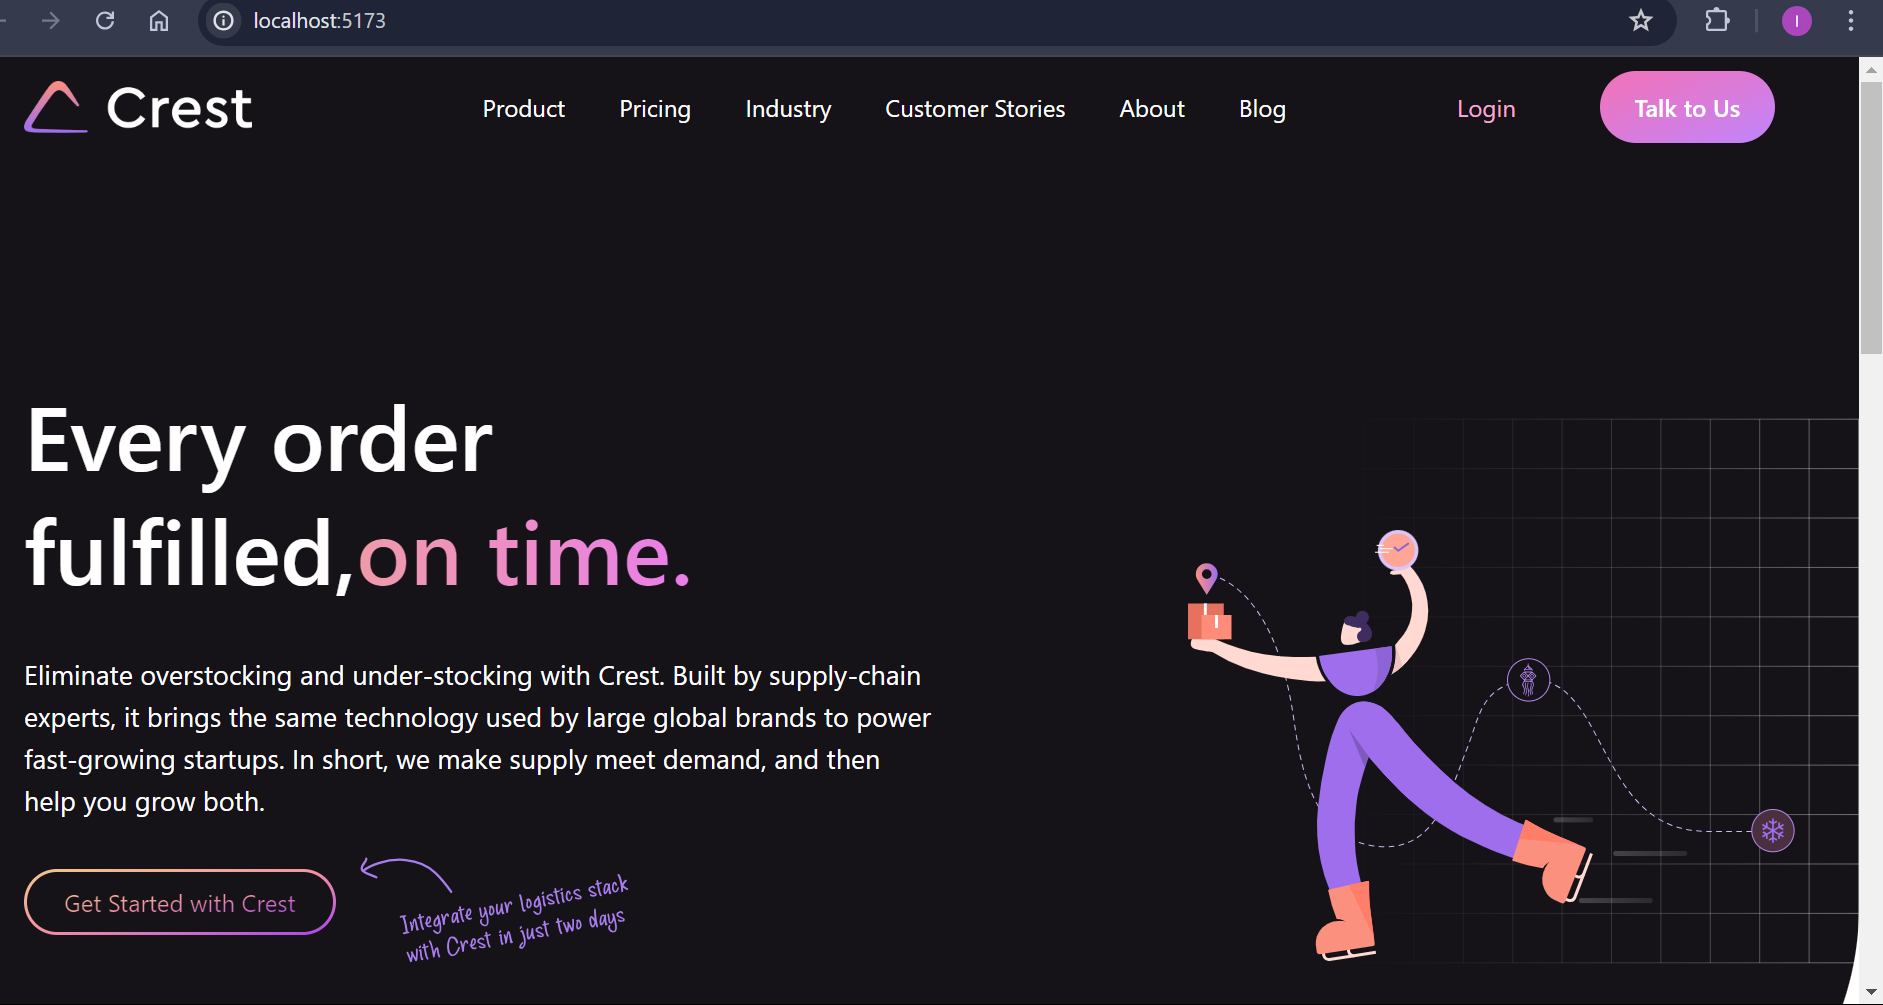 localhost:5173
I
Crest
Product Pricing Industry Customer Stories About Blog Login Talk to Us
Every order
fulfilled,on time.
Eliminate overstocking and under-stocking with Crest. Built by supply-chain
experts, it brings the same technology used by large global brands to power
fast-growing startups. In short, we make supply meet demand, and then
help you grow both.
Get Started with Crest
Integrate your logistics stack
with Crest in just two days